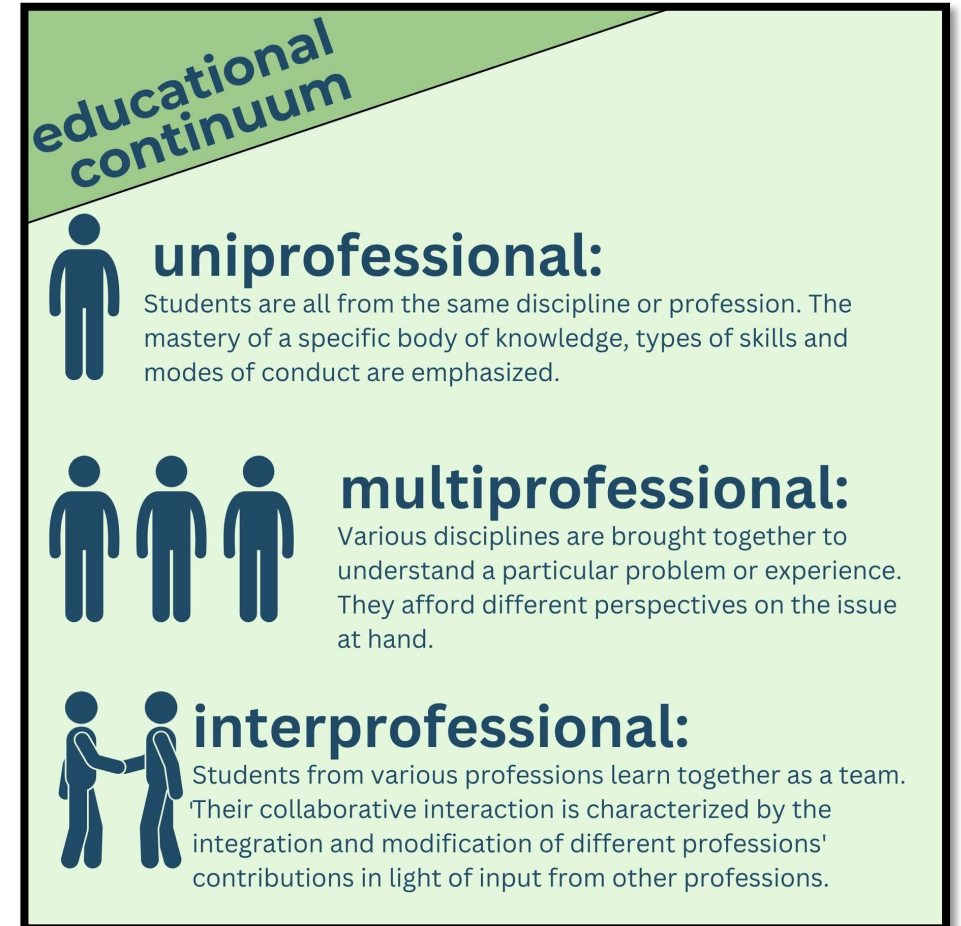 educational
continuum
uniprofessional:
Students are all from the same discipline or profession. The
mastery of a specific body of knowledge, types of skills and
modes of conduct are emphasized.
multiprofessional:
Various disciplines are brought together to
understand a particular problem or experience.
They afford different perspectives on the issue
at hand.
interprofessional:
Students from various professions learn together as a team.
'Their collaborative interaction is characterized by the
integration and modification of different professions'
contributions in light of input from other professions.